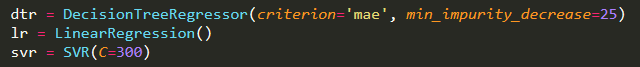 dtr = DecisionTreeRegressor(criterion='mae', min_impurity_decrease=25)
lr = LinearRegression()
svr = SVR(C=300)